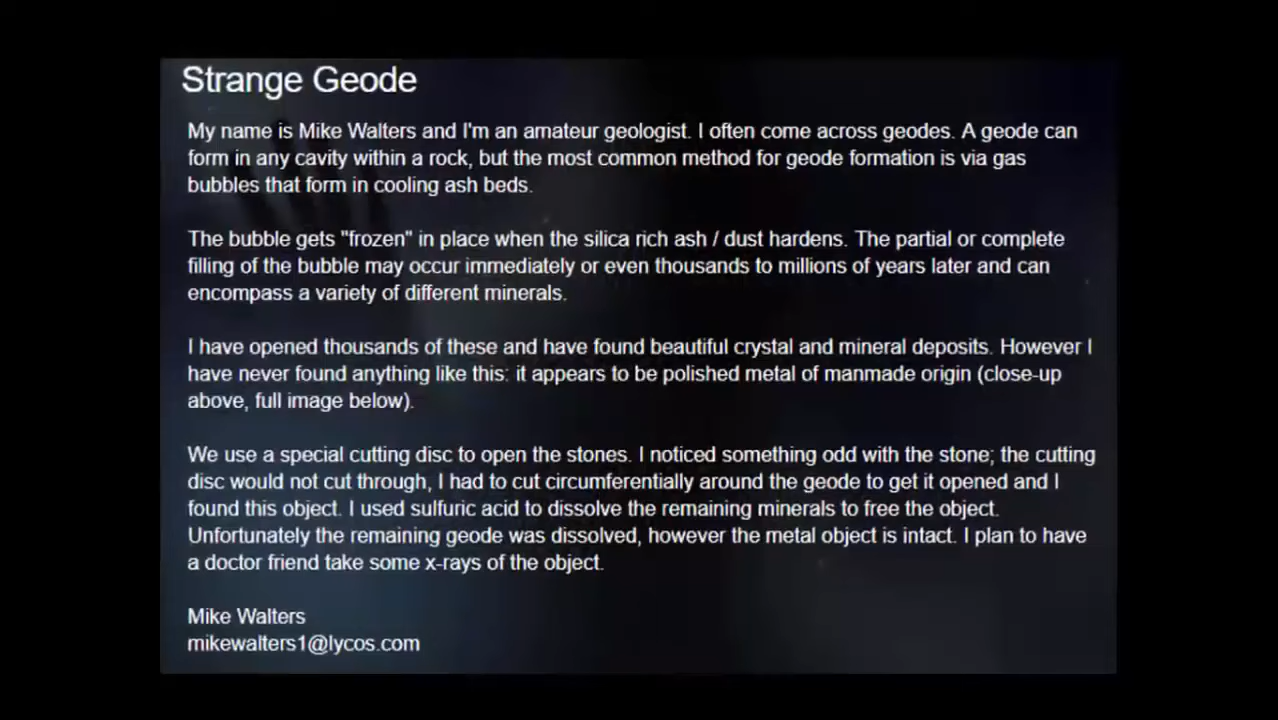 Strange Geode
My name is Mike Walters and I'm an amateur geologist. I often come across geodes. A geode can
form in any cavity within a rock, but the most common method for geode formation is via gas
bubbles that form in cooling ash beds.
The bubble gets "frozen" in place when the silica rich ash / dust hardens. The partial or complete
filling of the bubble may occur immediately or even thousands to millions of years later and can
encompass a variety of different minerals.
I have opened thousands of these and have found beautiful crystal and mineral deposits. However I
have never found anything like this: it appears to be polished metal of manmade origin (close-up
above, full image below).
We use a special cutting disc to open the stones. I noticed something odd with the stone; the cutting
disc would not cut through, I had to cut circumferentially around the geode to get it opened and I
found this object. I used sulfuric acid to dissolve the remaining minerals to free the object.
Unfortunately the remaining geode was dissolved, however the metal object is intact. I plan to have
a doctor friend take some x-rays of the object.
Mike Walters
mikewalters1@lycos.com